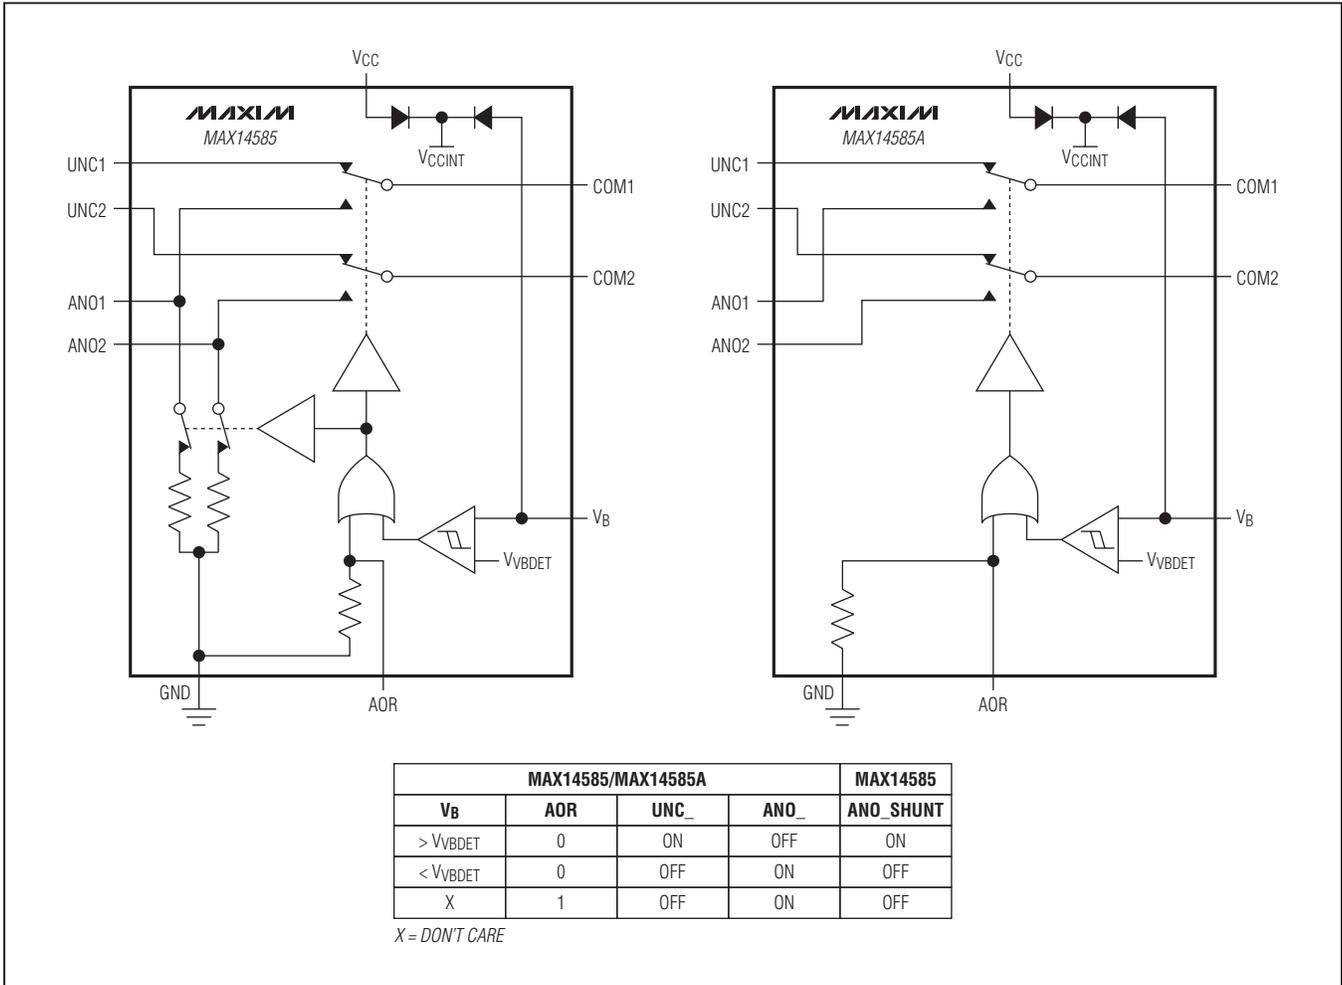 VCC
MAXIM
MAX14585
VCCINT
UNC1
UNC2
ANO1
ANO2
COM1
COM2
VB
VVBDET
GND
AOR
VCC
MAXIM
MAX14585A
VCCINT
UNC1
UNC2
ANO1
ANO2
COM1
COM2
VB
VVBDET
GND
AOR
MAX14585/MAX14585A MAX14585
VB AOR UNC_ ANO_ ANO_SHUNT
> VVBDET 0 ON OFF ON
< VVBDET 0 OFF ON OFF
X 1 OFF ON OFF
X = DON'T CARE